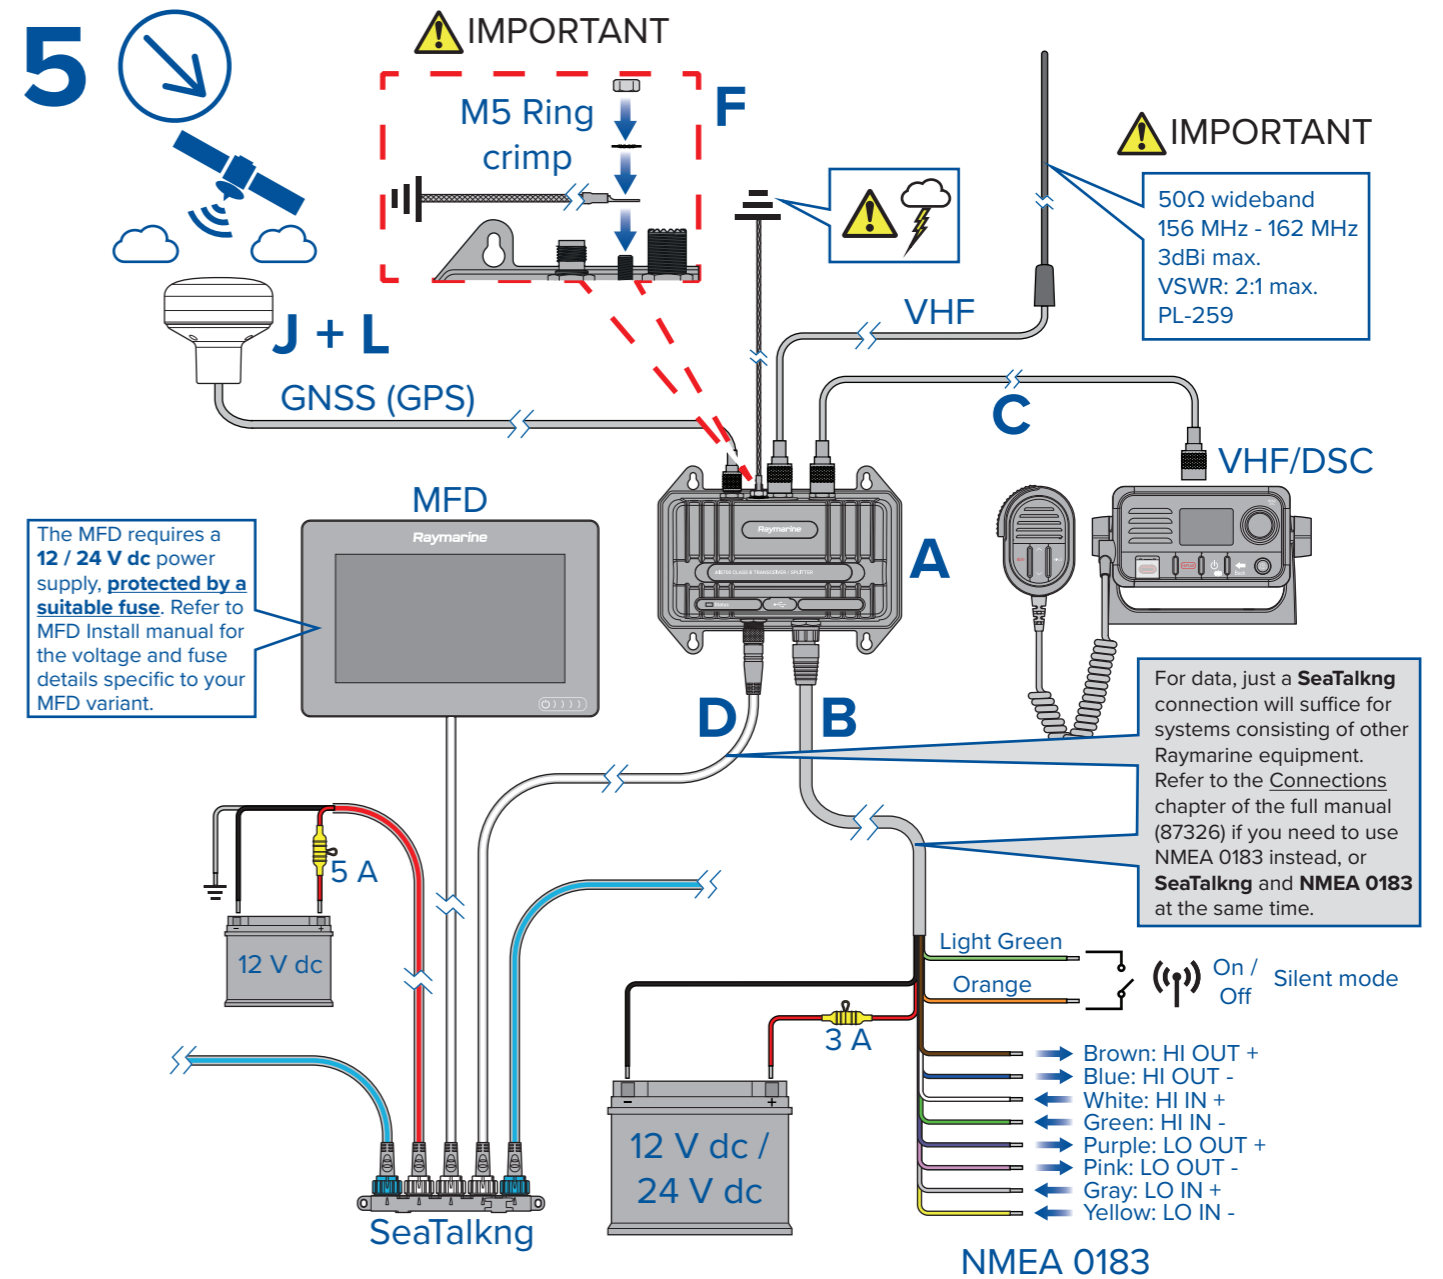 5
IMPORTANT
M5 Ring
crimp
F
IMPORTANT
50Ω wideband
156 MHz - 162 MHz
3dBi max.
VSWR: 2:1 max.
PL-259
VHF
J + L
GNSS (GPS)
C
VHF/DSC
MFD
Raymarine
The MFD requires a
12 / 24 V dc power
supply, protected by a
suitable fuse. Refer to
MFD Install manual for
the voltage and fuse
details specific to your
MFD variant.
Raymarine
Status
A
Back
D
B
For data, just a SeaTalkng
connection will suffice for
systems consisting of other
Raymarine equipment.
Refer to the Connections
chapter of the full manual
(87326) if you need to use
NMEA 0183 instead, or
SeaTalkng and NMEA 0183
at the same time.
5 A
- +
12 V dc
Light Green
Orange
On /
Off
Silent mode
3 A
- +
12 V dc /
24 V dc
Brown: HI OUT +
Blue: HI OUT -
White: HI IN +
Green: HI IN -
Purple: LO OUT +
Pink: LO OUT -
Gray: LO IN +
Yellow: LO IN -
SeaTalkng
NMEA 0183